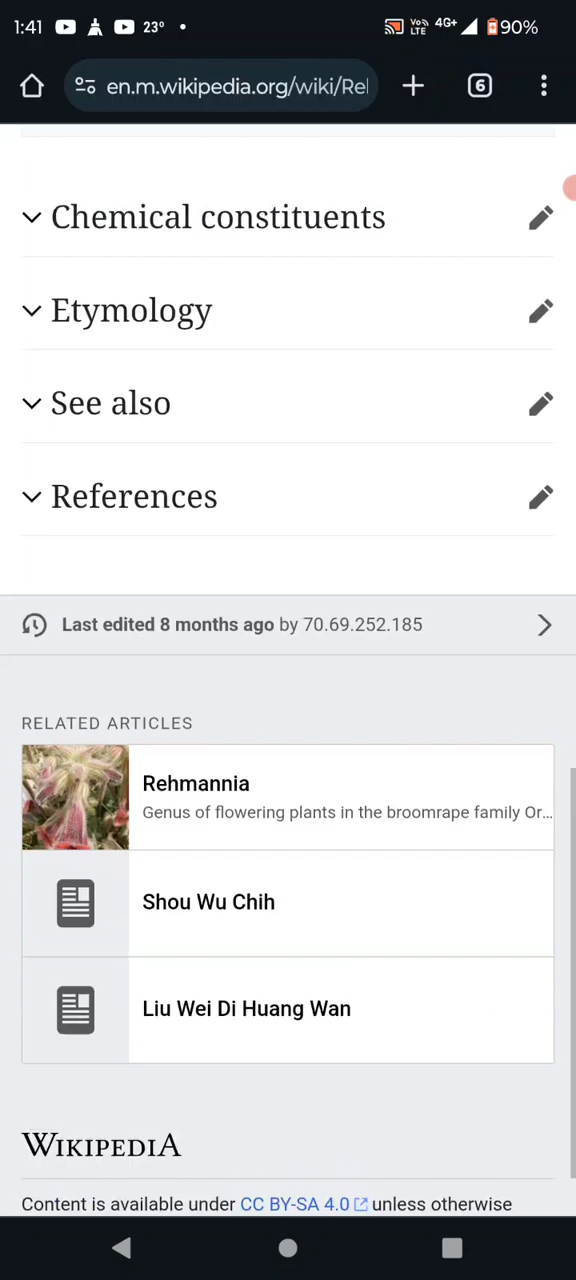 1:41 23° Vo)) LTE 4G+ 90%
en.m.wikipedia.org/wiki/Rel 6
Chemical constituents
Etymology
See also
References
Last edited 8 months ago by 70.69.252.185
RELATED ARTICLES
Rehmannia
Genus of flowering plants in the broomrape family Or...
Shou Wu Chih
Liu Wei Di Huang Wan
WIKIPEDIA
Content is available under CC BY-SA 4.0 unless otherwise